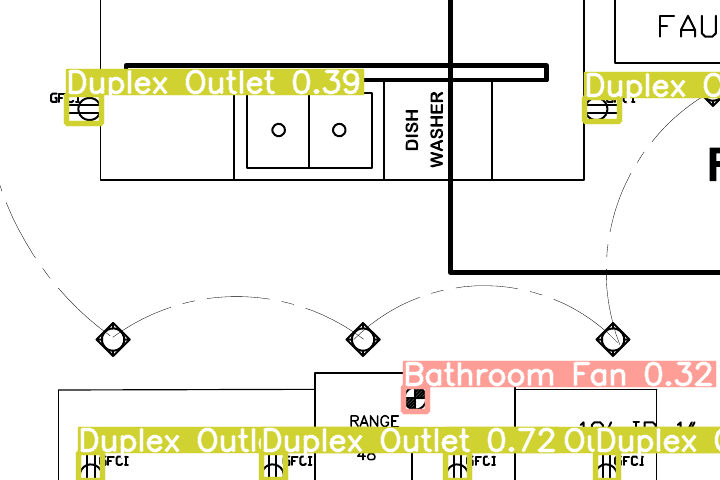 FAU
Duplex Outlet 0.39
Duplex O
GFCI
DISH
WASHER
Bathroom Fan 0.32
RANGE
48"
Duplex Outl
Duplex Outlet 0.72
Duplex
GFCI
GFCI
GFCI
GFCI